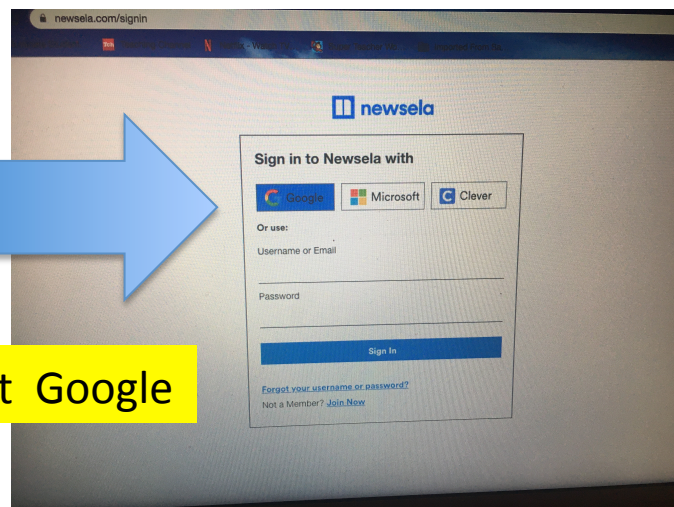 newsela.com/signin
newsela
Sign in to Newsela with
Google Microsoft Clever
Or use:
Username or Email
Password
Sign In
t Google
Forgot your username or password?
Not a Member? Join Now